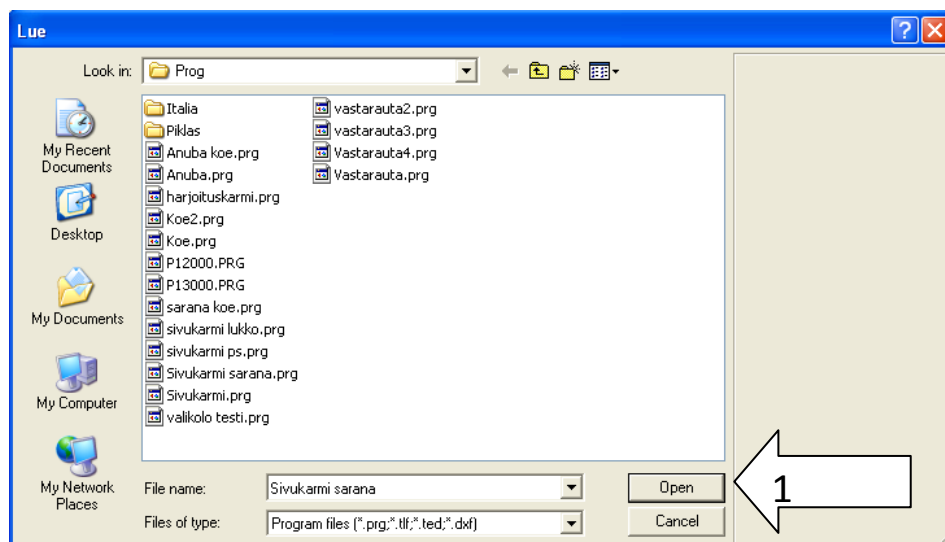 Lue
Look in: Prog
My Recent
Documents
Desktop
My Documents
My Computer
My Network
Places
Italia
Piklas
Anuba koe.prg
Anuba.prg
harjoituskarmi.prg
Koe2.prg
Koe.prg
P12000.PRG
P13000.PRG
sarana koe.prg
sivukarmi lukko.prg
sivukarmi ps.prg
Sivukarmi sarana.prg
Sivukarmi.prg
valikolo testi.prg
vastarauta2.prg
vastarauta3.prg
Vastarauta4.prg
Vastarauta.prg
File name: Sivukarmi sarana Open
Files of type: Program files (*.prg;*.tlf;*.ted;*.dxf) Cancel
1